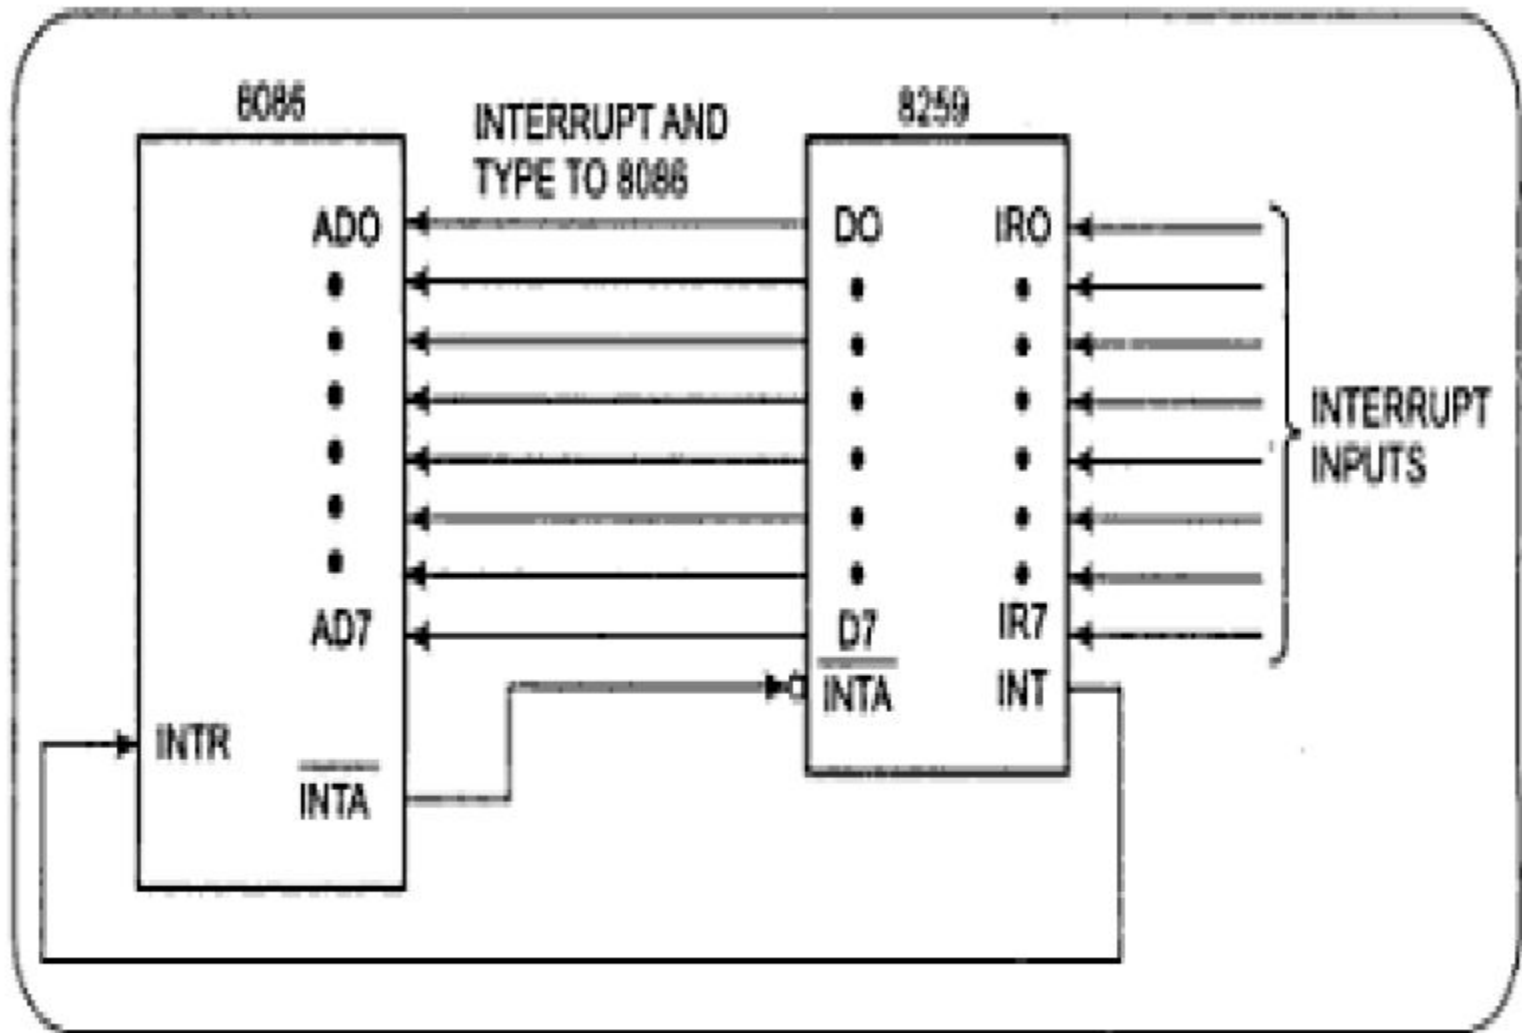 8086
8259
INTERRUPT AND
TYPE TO 8086
AD0
D0
IR0
INTERRUPT
INPUTS
AD7
D7
IR7
INTA
INT
INTR
INTA